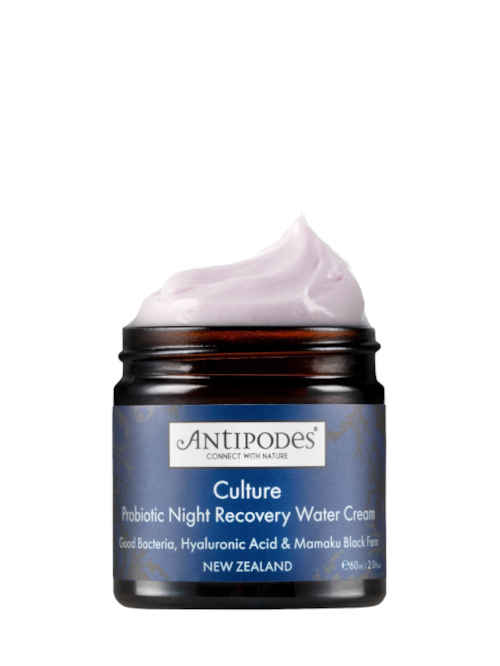 ANTIPODES®
CONNECT WITH NATURE
Culture
Probiotic Night Recovery Water Cream
Good Bacteria, Hyaluronic Acid & Mamaku Black Fern
NEW ZEALAND
℮60ml